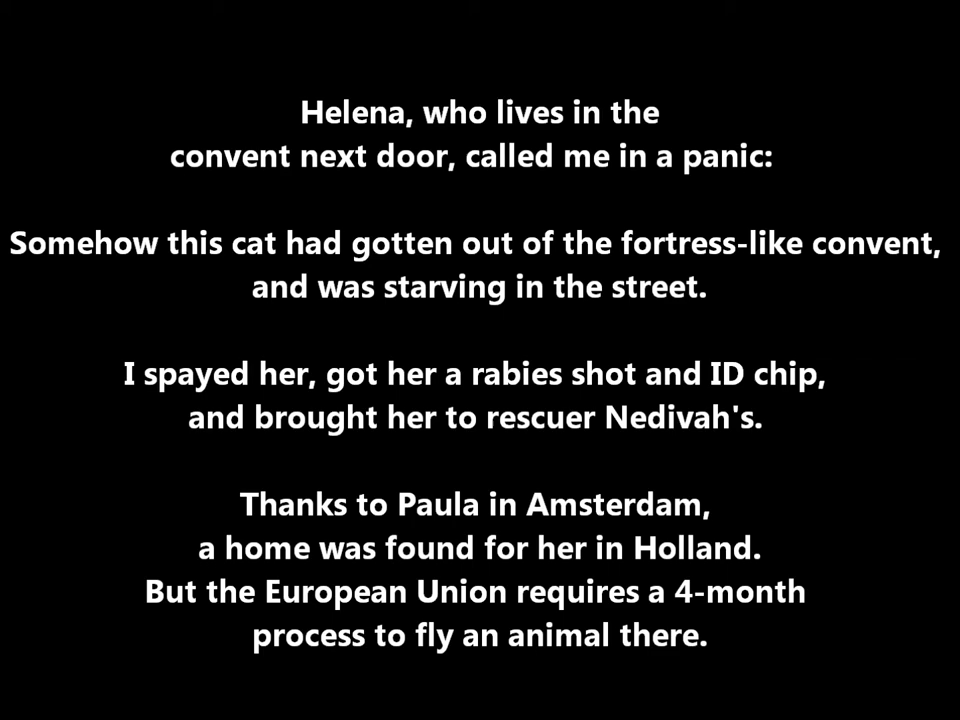 Helena, who lives in the
convent next door, called me in a panic:
Somehow this cat had gotten out of the fortress-like convent,
and was starving in the street.
I spayed her, got her a rabies shot and ID chip,
and brought her to rescuer Nedivah's.
Thanks to Paula in Amsterdam,
a home was found for her in Holland.
But the European Union requires a 4-month
process to fly an animal there.